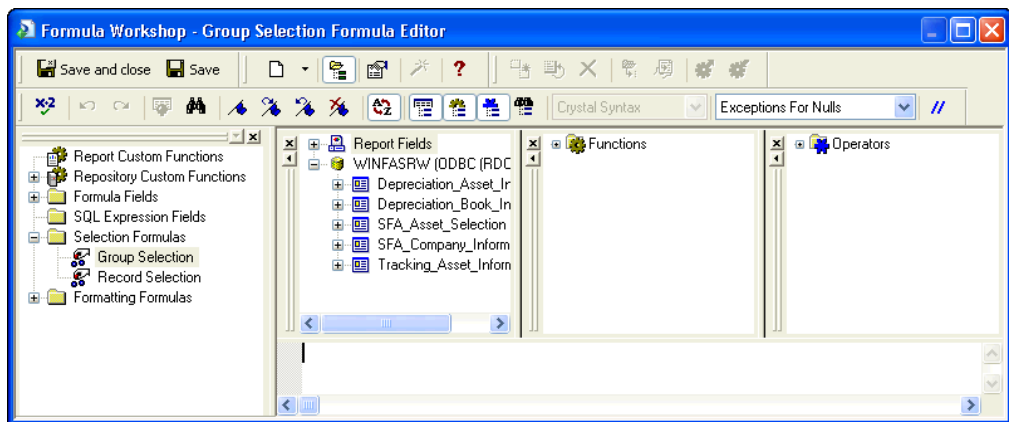 Formula Workshop - Group Selection Formula Editor
Save and close Save ?
x+2 A Z Crystal Syntax Exceptions For Nulls //
Report Custom Functions
Repository Custom Functions
Formula Fields
SQL Expression Fields
Selection Formulas
Group Selection
Record Selection
Formatting Formulas
Report Fields
WINFASRW (ODBC (RDC
Depreciation_Asset_Ir
Depreciation_Book_In
SFA_Asset_Selection
SFA_Company_Inform
Tracking_Asset_Inform
Functions
Operators